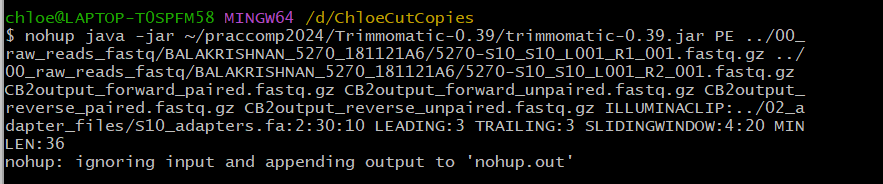 chloe@LAPTOP-T0SPFM58 MINGW64 /d/ChloeCutCopies
$ nohup java -jar ~/praccomp2024/Trimmomatic-0.39/trimmomatic-0.39.jar PE ../00_
raw_reads_fastq/BALAKRISHNAN_5270_181121A6/5270-S10_S10_L001_R1_001.fastq.gz ../
00_raw_reads_fastq/BALAKRISHNAN_5270_181121A6/5270-S10_S10_L001_R2_001.fastq.gz
CB2output_forward_paired.fastq.gz CB2output_forward_unpaired.fastq.gz CB2output_
reverse_paired.fastq.gz CB2output_reverse_unpaired.fastq.gz ILLUMINACLIP:../02_a
dapter_files/S10_adapters.fa:2:30:10 LEADING:3 TRAILING:3 SLIDINGWINDOW:4:20 MIN
LEN:36
nohup: ignoring input and appending output to 'nohup.out'